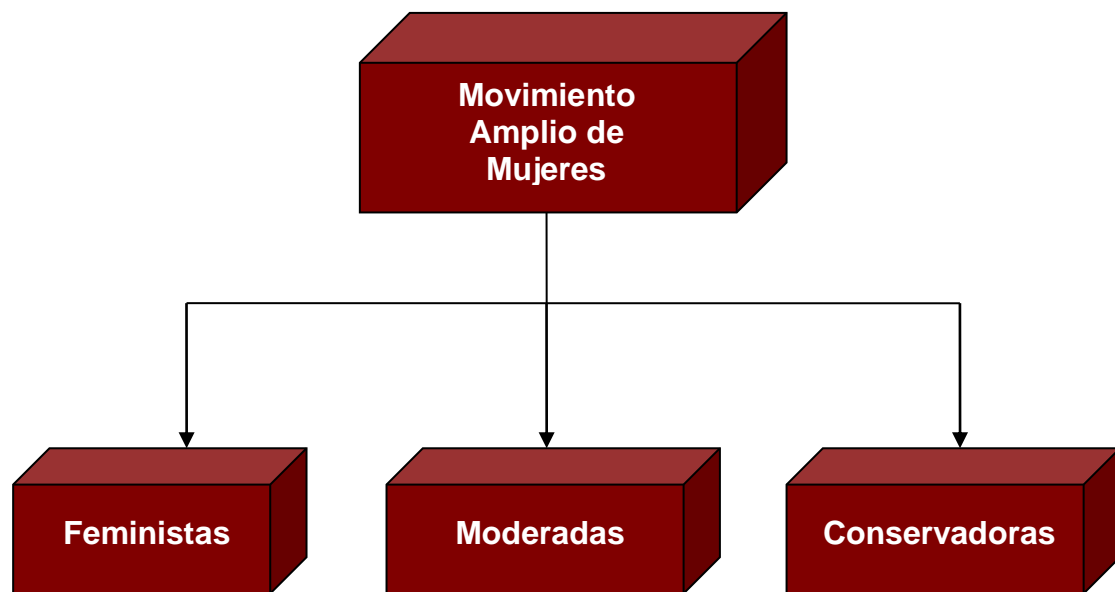 Movimiento
Amplio de
Mujeres
Feministas
Moderadas
Conservadoras